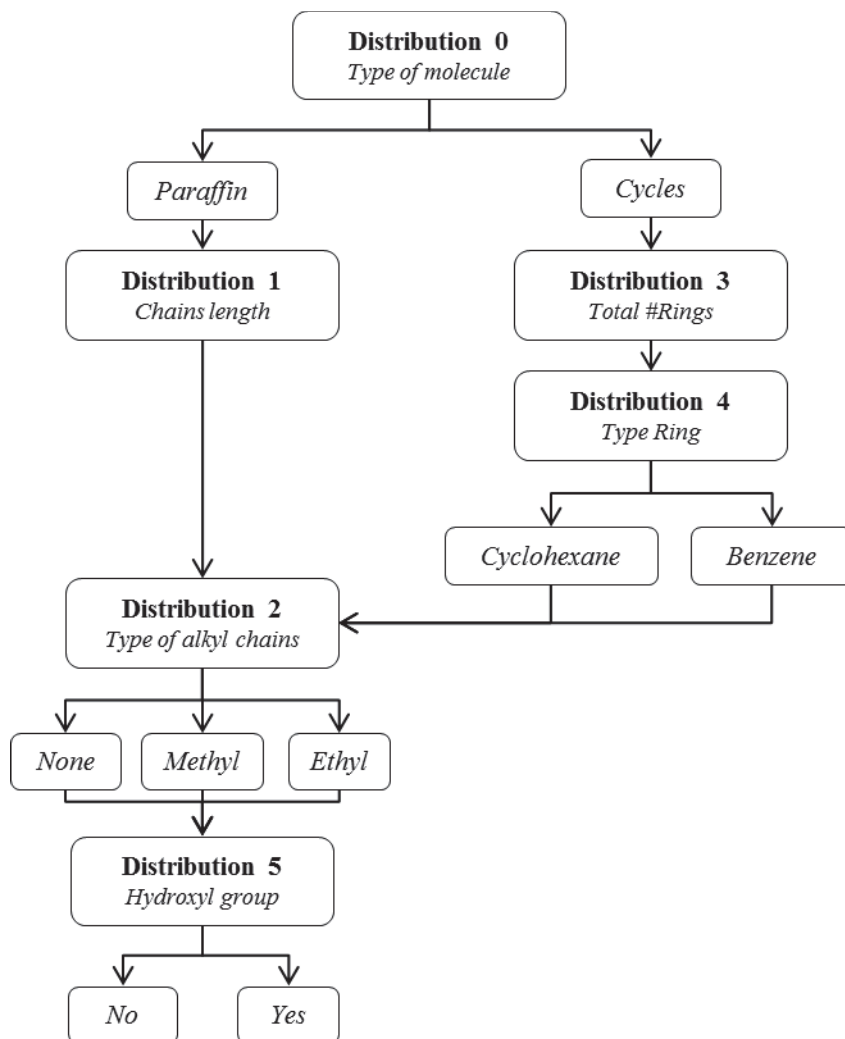 Distribution 0
Type of molecule
Paraffin
Cycles
Distribution 1
Chains length
Distribution 3
Total #Rings
Distribution 4
Type Ring
Cyclohexane
Benzene
Distribution 2
Type of alkyl chains
None
Methyl
Ethyl
Distribution 5
Hydroxyl group
No
Yes